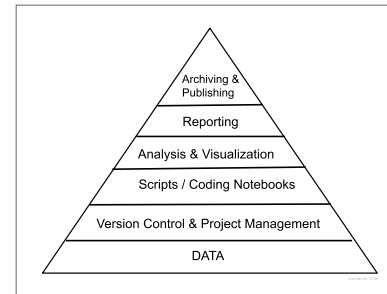 Archiving &
Publishing
Reporting
Analysis & Visualization
Scripts / Coding Notebooks
Version Control & Project Management
DATA